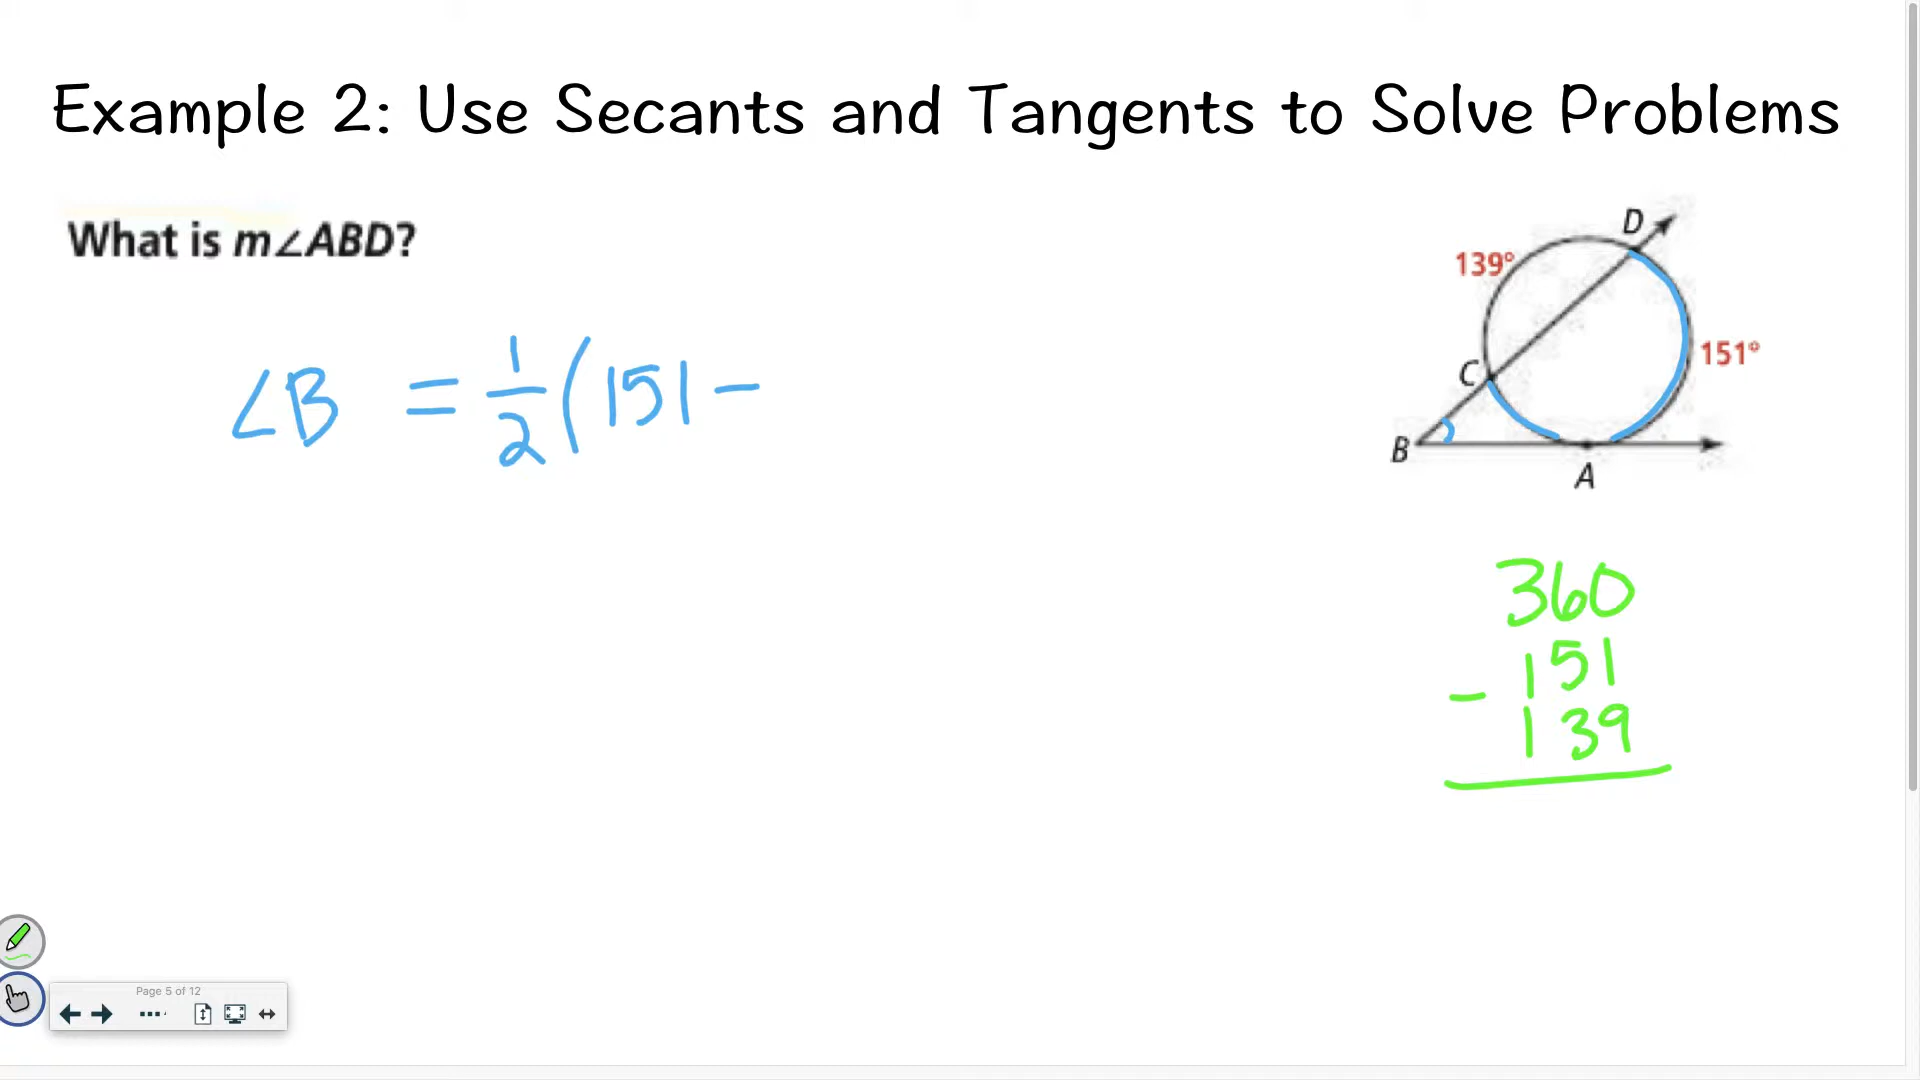 Example 2: Use Secants and Tangents to Solve Problems
What is m∠ABD?
∠B = 1/2 (151 −
D
139°
151°
C
B
A
360
− 151
139
Page 5 of 12